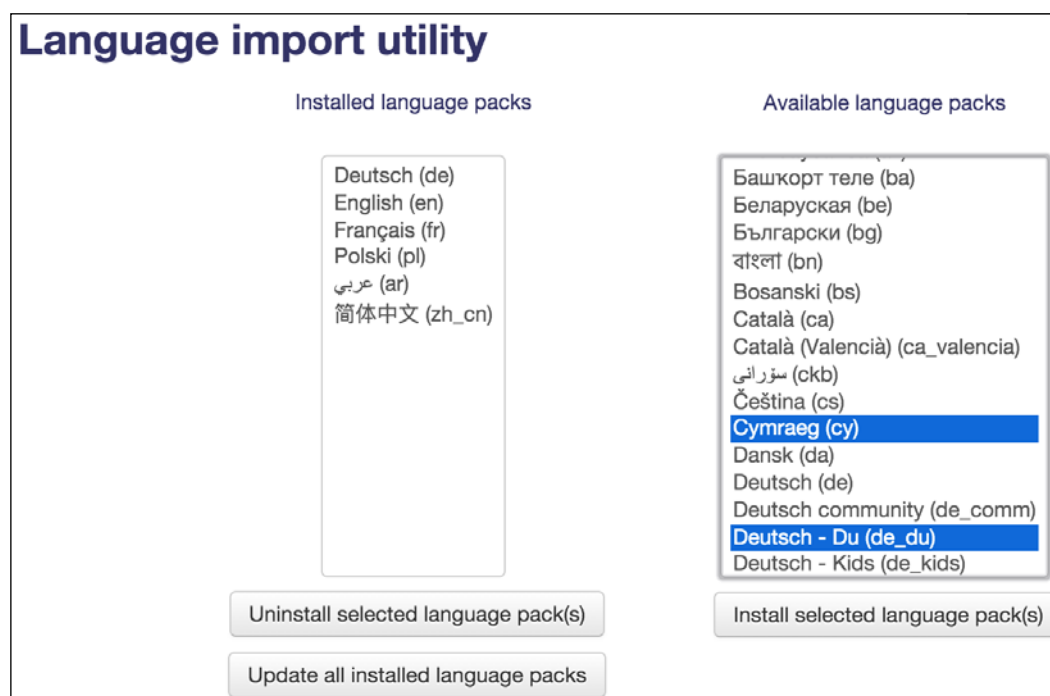 Language import utility
Installed language packs
Deutsch (de)
English (en)
Français (fr)
Polski (pl)
عربي (ar)
简体中文 (zh_cn)
Uninstall selected language pack(s)
Update all installed language packs
Available language packs
Башҡорт теле (ba)
Беларуская (be)
Български (bg)
বাংলা (bn)
Bosanski (bs)
Català (ca)
Català (Valencià) (ca_valencia)
سۆرانی (ckb)
Čeština (cs)
Cymraeg (cy)
Dansk (da)
Deutsch (de)
Deutsch community (de_comm)
Deutsch - Du (de_du)
Deutsch - Kids (de_kids)
Install selected language pack(s)